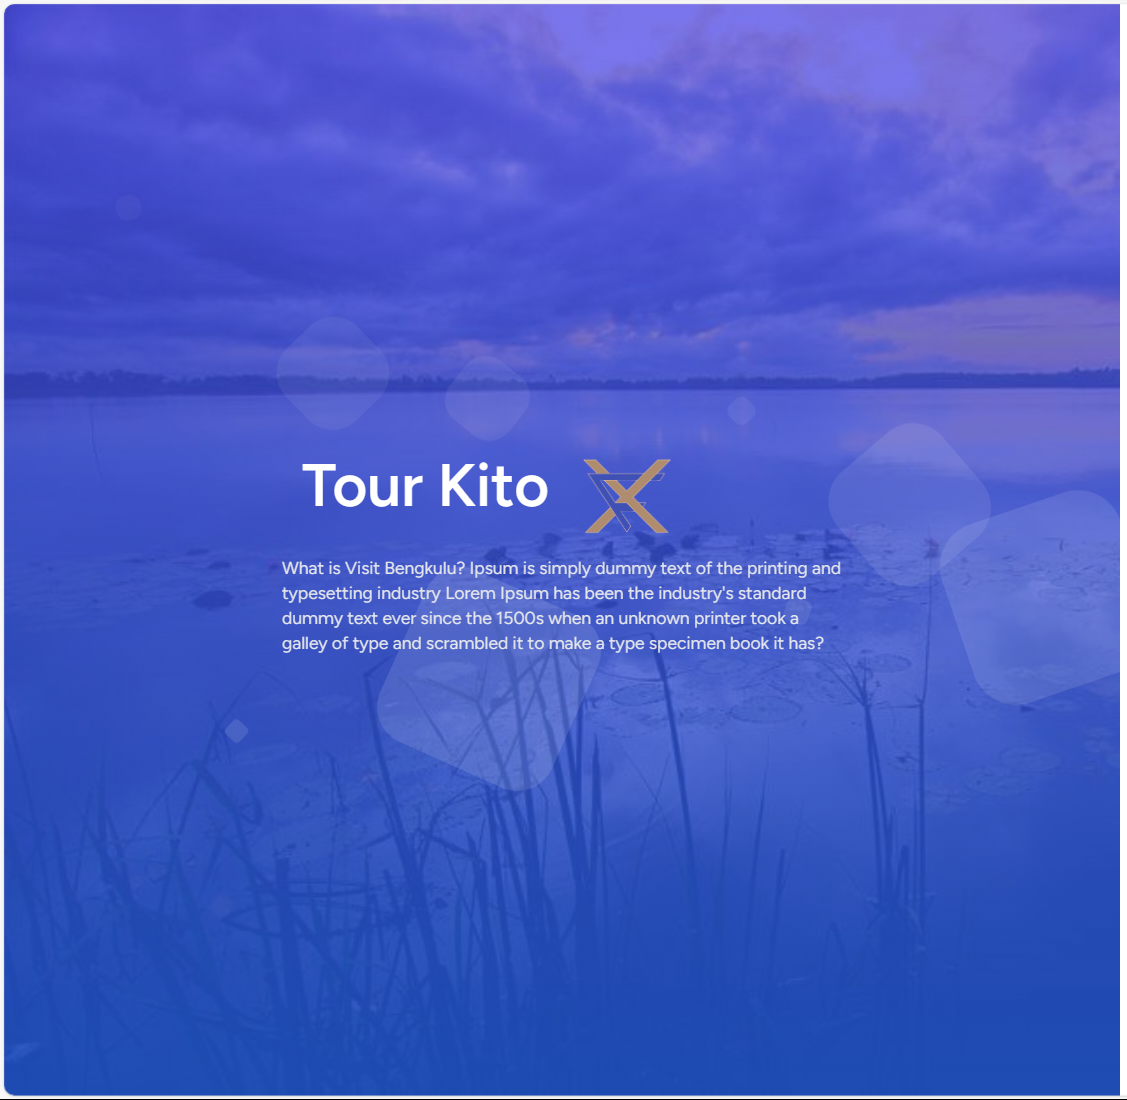 Tour Kito
What is Visit Bengkulu? Ipsum is simply dummy text of the printing and
typesetting industry Lorem Ipsum has been the industry's standard
dummy text ever since the 1500s when an unknown printer took a
galley of type and scrambled it to make a type specimen book it has?